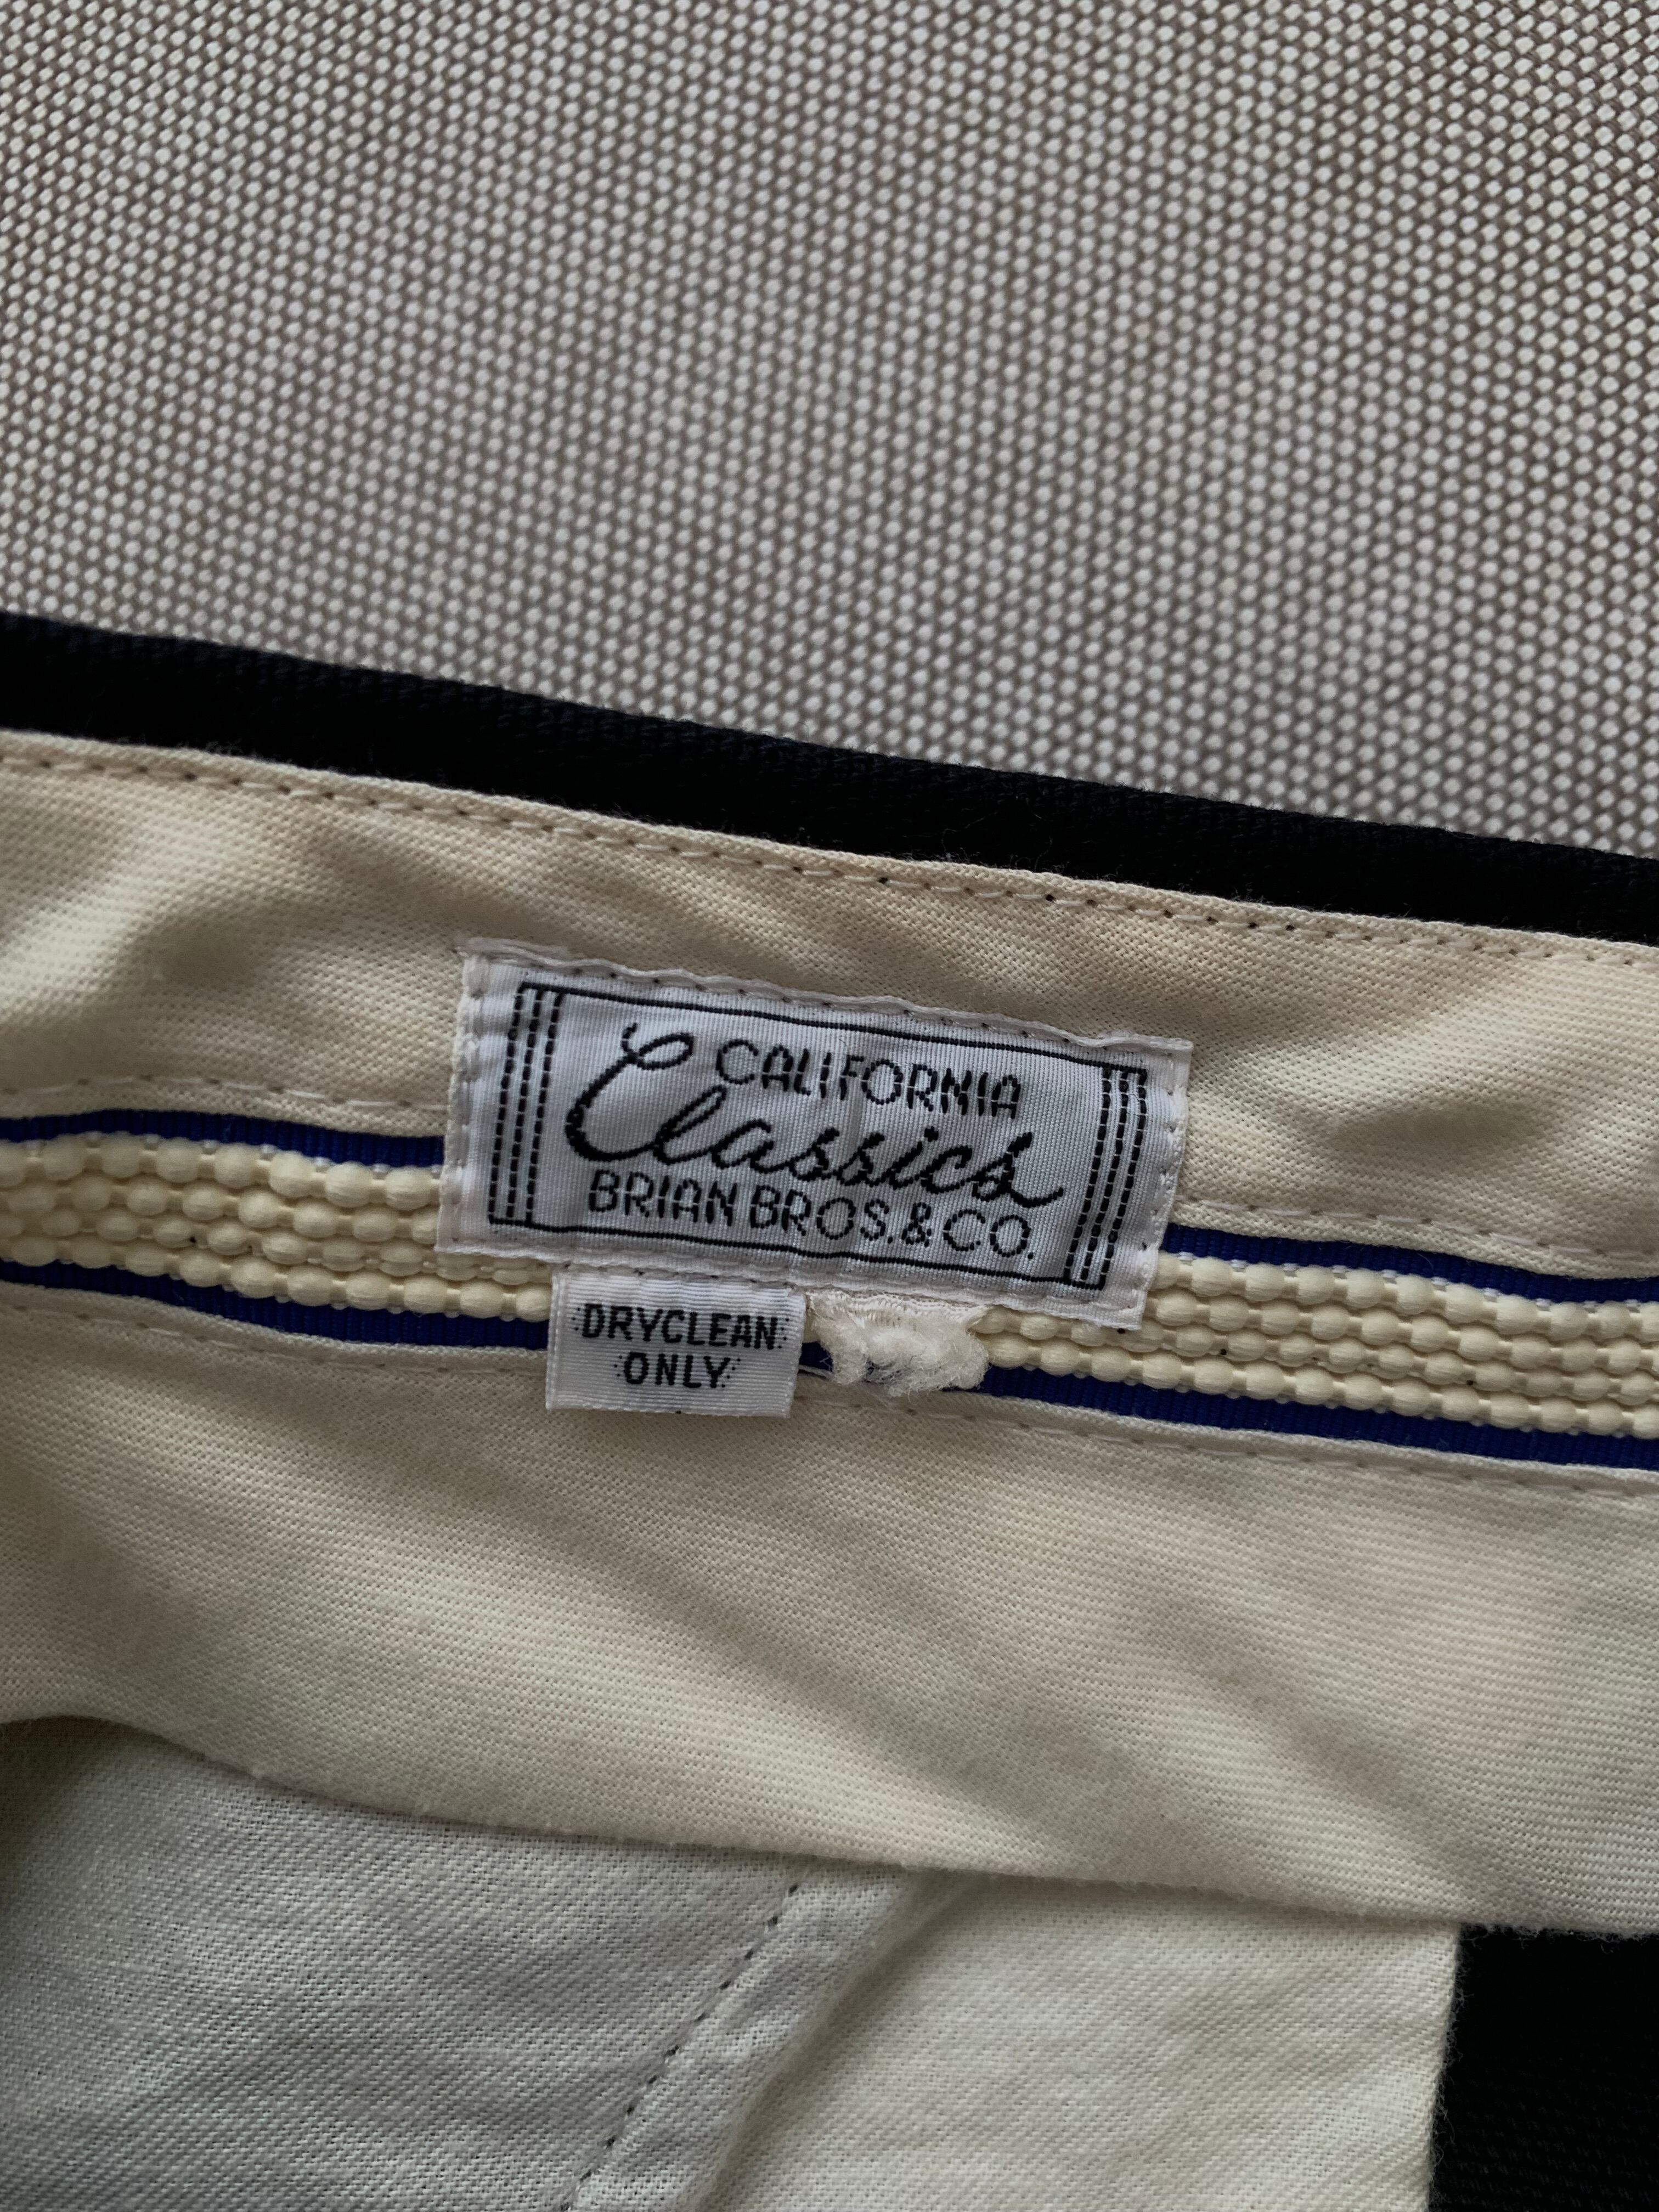 CALIFORNIA
Classics
BRIAN BROS. & CO.
DRYCLEAN
ONLY